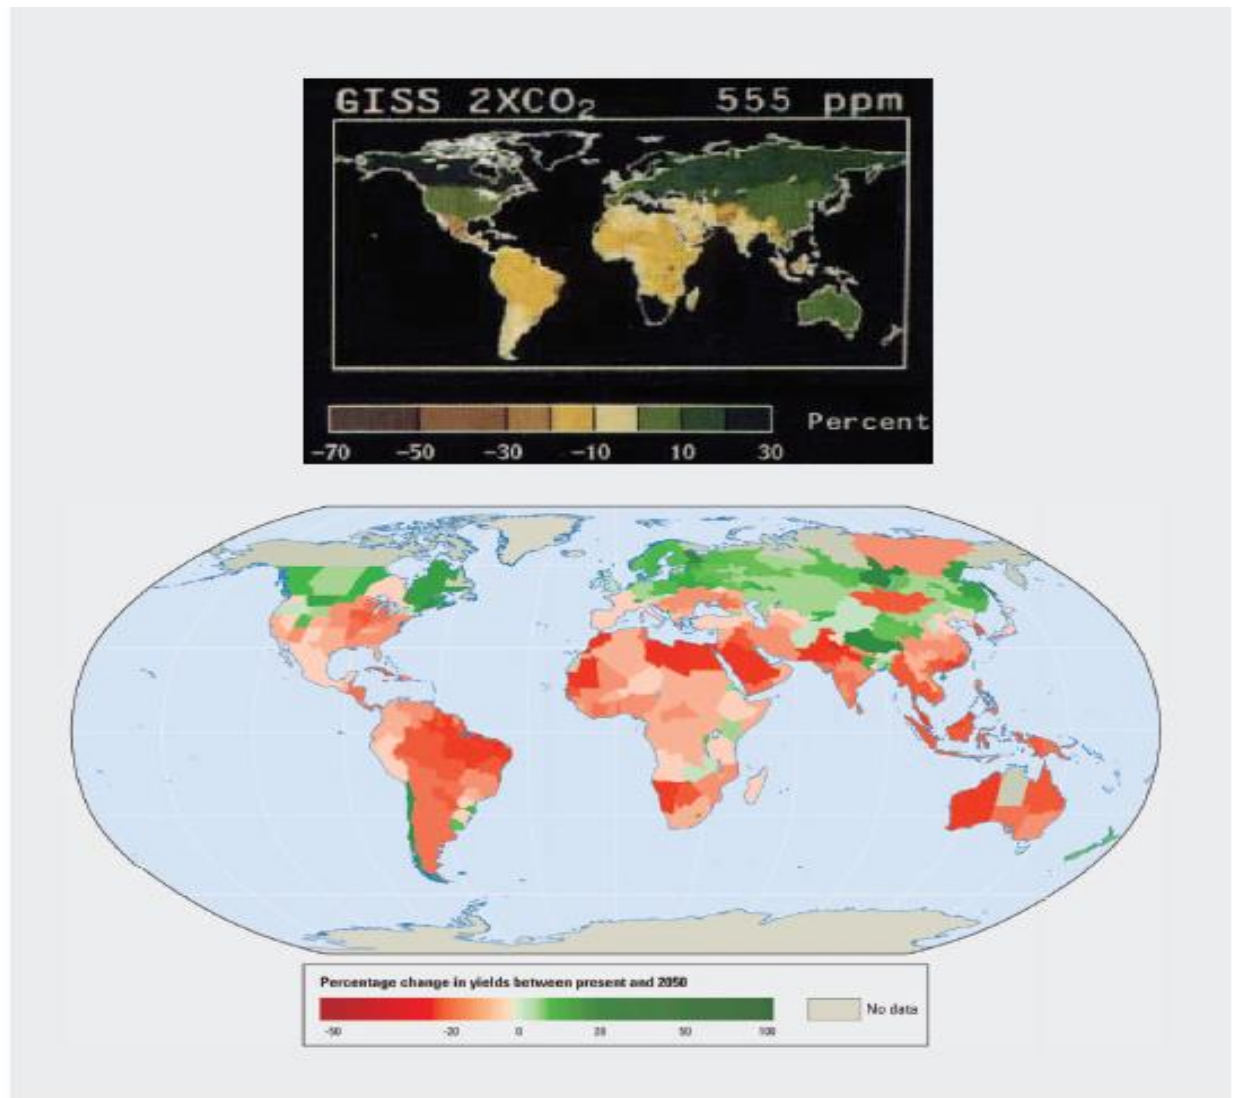 GISS 2XCO₂ 555 ppm
Percent
-70 -50 -30 -10 10 30
Percentage change in yields between present and 2050
-50 -20 0 20 50 100
No data